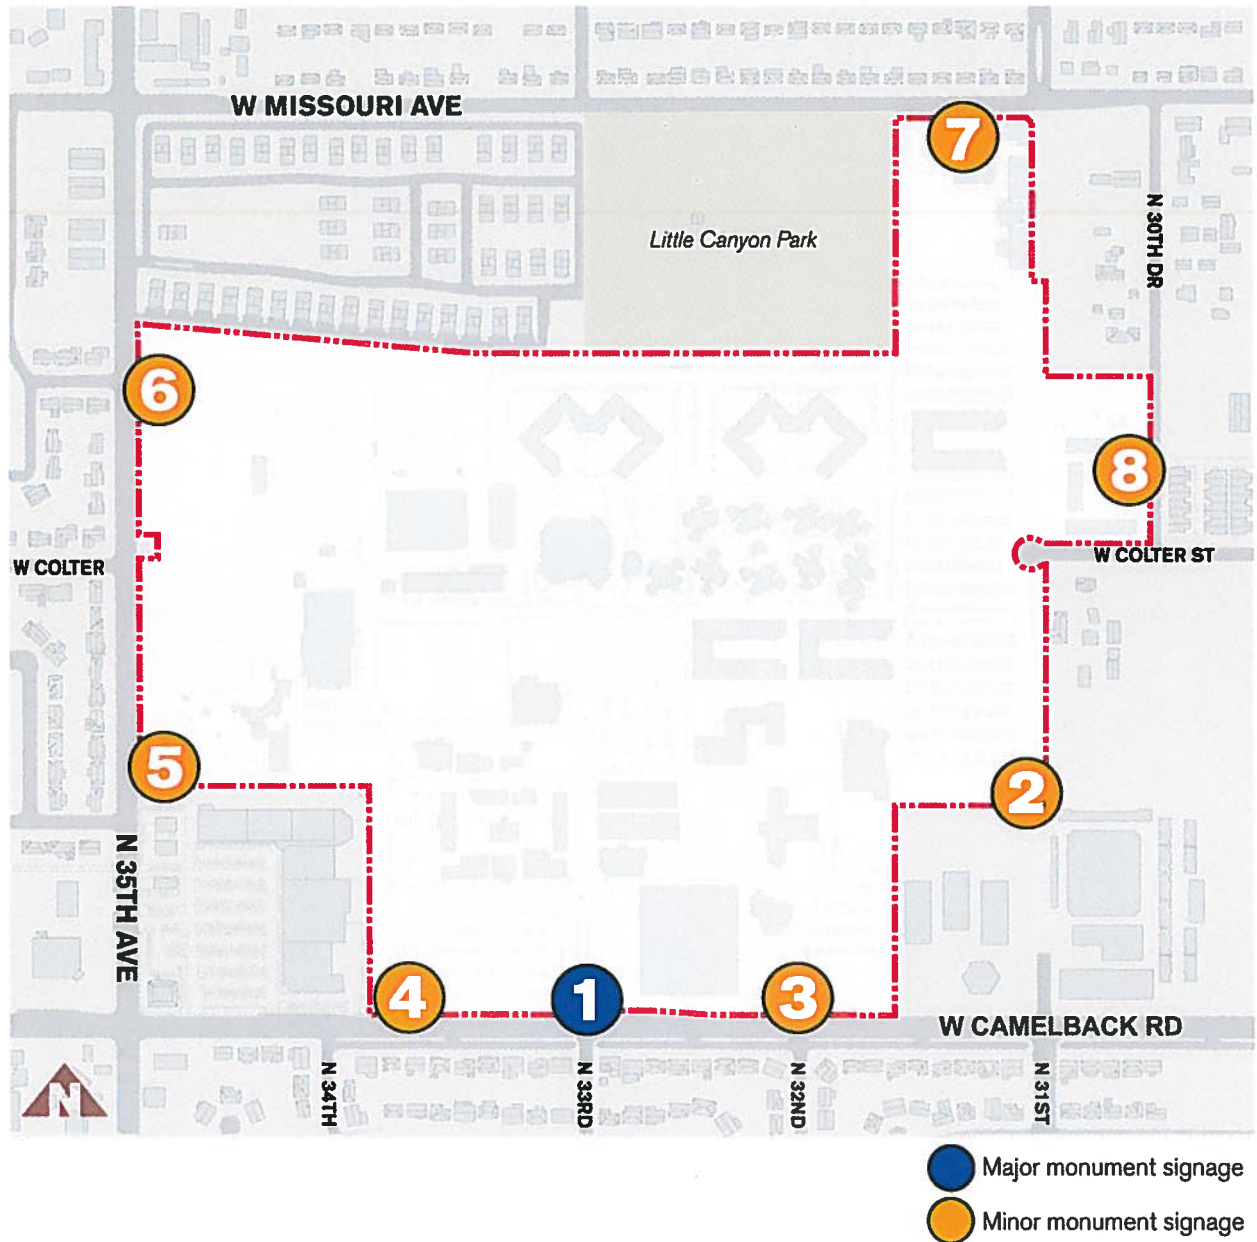 W MISSOURI AVE
7
Little Canyon Park
N 30TH DR
6
8
W COLTER
W COLTER ST
5
2
N 35TH AVE
4
1
3
W CAMELBACK RD
N
N 34TH
N 33RD
N 32ND
N 31ST
Major monument signage
Minor monument signage